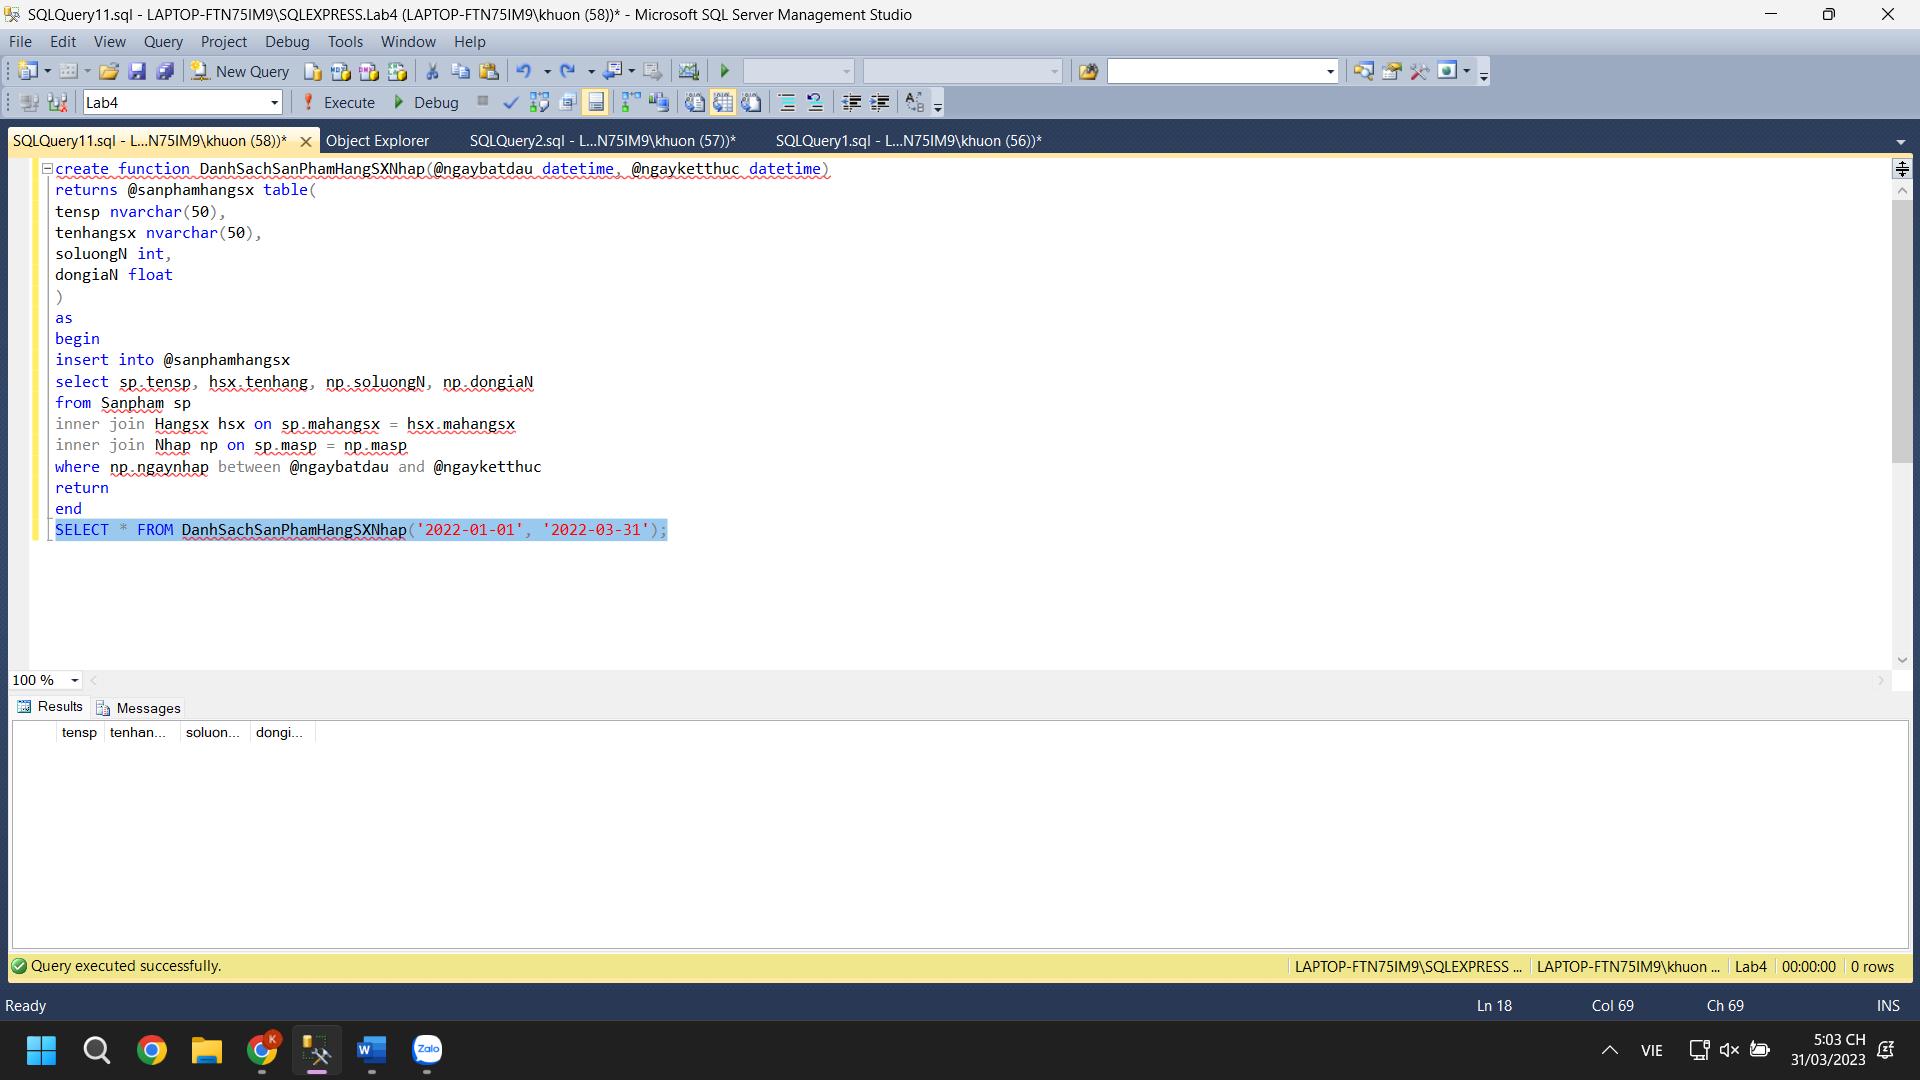 SQLQuery11.sql - LAPTOP-FTN75IM9\SQLEXPRESS.Lab4 (LAPTOP-FTN75IM9\khuon (58))* - Microsoft SQL Server Management Studio
File Edit View Query Project Debug Tools Window Help
New Query
Lab4 Execute Debug
SQLQuery11.sql - L...N75IM9\khuon (58))* Object Explorer SQLQuery2.sql - L...N75IM9\khuon (57))* SQLQuery1.sql - L...N75IM9\khuon (56))*
create function DanhSachSanPhamHangSXNhap(@ngaybatdau datetime, @ngayketthuc datetime)
returns @sanphamhangsx table(
tensp nvarchar(50),
tenhangsx nvarchar(50),
soluongN int,
dongiaN float
)
as
begin
insert into @sanphamhangsx
select sp.tensp, hsx.tenhang, np.soluongN, np.dongiaN
from Sanpham sp
inner join Hangsx hsx on sp.mahangsx = hsx.mahangsx
inner join Nhap np on sp.masp = np.masp
where np.ngaynhap between @ngaybatdau and @ngayketthuc
return
end
SELECT * FROM DanhSachSanPhamHangSXNhap('2022-01-01', '2022-03-31');
100 %
Results Messages
tensp tenhan... soluon... dongi...
Query executed successfully. LAPTOP-FTN75IM9\SQLEXPRESS ... LAPTOP-FTN75IM9\khuon ... Lab4 00:00:00 0 rows
Ready Ln 18 Col 69 Ch 69 INS
K
Zalo
VIE
5:03 CH
31/03/2023